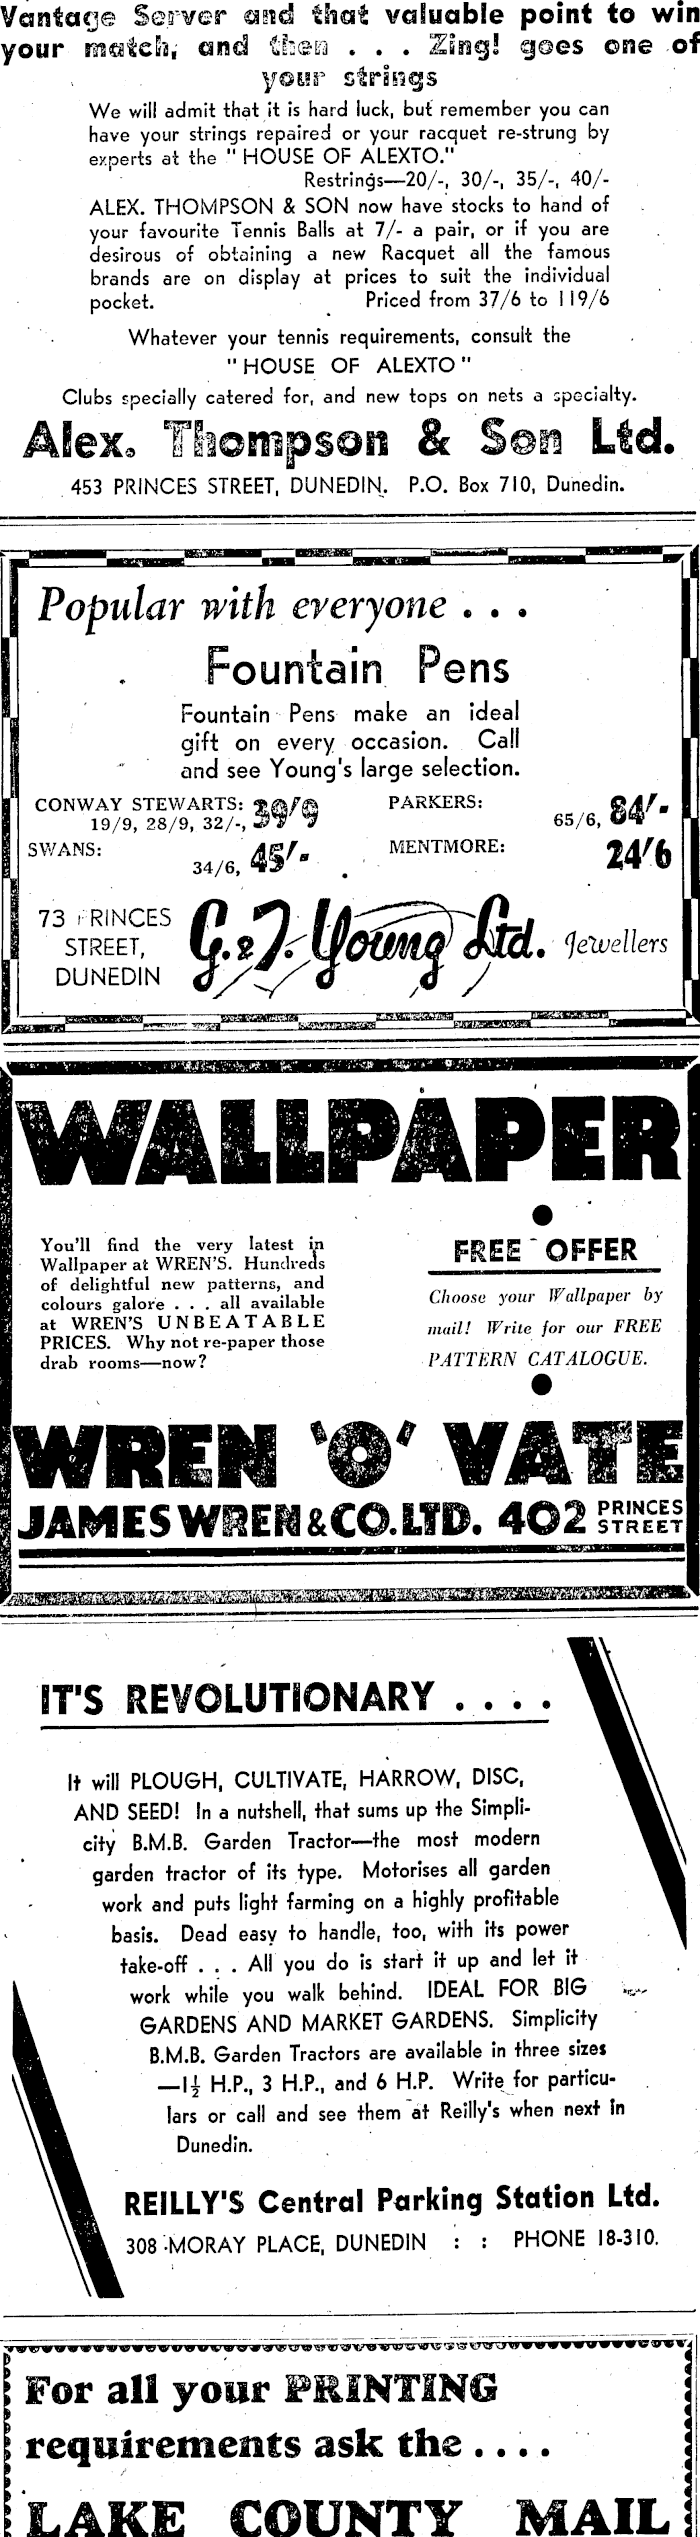 Vantage Server and that valuable point to win
your match, and then . . . Zing! goes one of
your strings
We will admit that it is hard luck, but remember you can
have your strings repaired or your racquet re-strung by
experts at the "HOUSE OF ALEXTO."
Restrings—20/-, 30/-, 35/-, 40/-
ALEX. THOMPSON & SON now have stocks to hand of
your favourite Tennis Balls at 7/- a pair, or if you are
desirous of obtaining a new Racquet all the famous
brands are on display at prices to suit the individual
pocket. Priced from 37/6 to 119/6
Whatever your tennis requirements, consult the
"HOUSE OF ALEXTO"
Clubs specially catered for, and new tops on nets a specialty.
Alex. Thompson & Son Ltd.
453 PRINCES STREET, DUNEDIN. P.O. Box 710, Dunedin.
Popular with everyone . . .
Fountain Pens
Fountain Pens make an ideal
gift on every occasion. Call
and see Young's large selection.
CONWAY STEWARTS:
19/9, 28/9, 32/-, 39/9
PARKERS:
65/6, 84/-
SWANS:
34/6, 45/-
MENTMORE:
24/6
73 PRINCES
STREET,
DUNEDIN
G. & T. Young Ltd. Jewellers
WALLPAPER
You'll find the very latest in
Wallpaper at WREN'S. Hundreds
of delightful new patterns, and
colours galore . . . all available
at WREN'S UNBEATABLE
PRICES. Why not re-paper those
drab rooms—now?
FREE OFFER
Choose your Wallpaper by
mail! Write for our FREE
PATTERN CATALOGUE.
WREN 'O' VATE
JAMES WREN & CO. LTD. 402 PRINCES
STREET
IT'S REVOLUTIONARY . . . .
It will PLOUGH, CULTIVATE, HARROW, DISC,
AND SEED! In a nutshell, that sums up the Simpli-
city B.M.B. Garden Tractor—the most modern
garden tractor of its type. Motorises all garden
work and puts light farming on a highly profitable
basis. Dead easy to handle, too, with its power
take-off . . . All you do is start it up and let it
work while you walk behind. IDEAL FOR BIG
GARDENS AND MARKET GARDENS. Simplicity
B.M.B. Garden Tractors are available in three sizes
—1½ H.P., 3 H.P., and 6 H.P. Write for particu-
lars or call and see them at Reilly's when next in
Dunedin.
REILLY'S Central Parking Station Ltd.
308 MORAY PLACE, DUNEDIN : : PHONE 18-310.
For all your PRINTING
requirements ask the . . . .
LAKE COUNTY MAIL